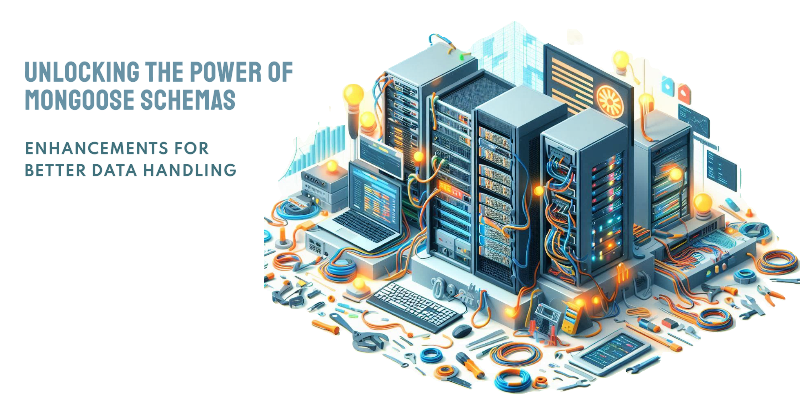 UNLOCKING THE POWER OF
MONGOOSE SCHEMAS
ENHANCEMENTS FOR
BETTER DATA HANDLING